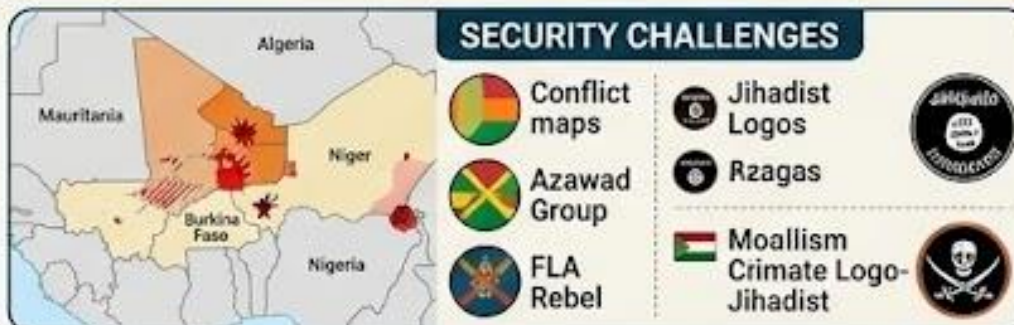 Algeria
Mauritania
Niger
Burkina
Faso
Nigeria
SECURITY CHALLENGES
Conflict
maps
Azawad
Group
FLA
Rebel
Jihadist
Logos
Rzagas
Moallism
Crimate Logo-
Jihadist